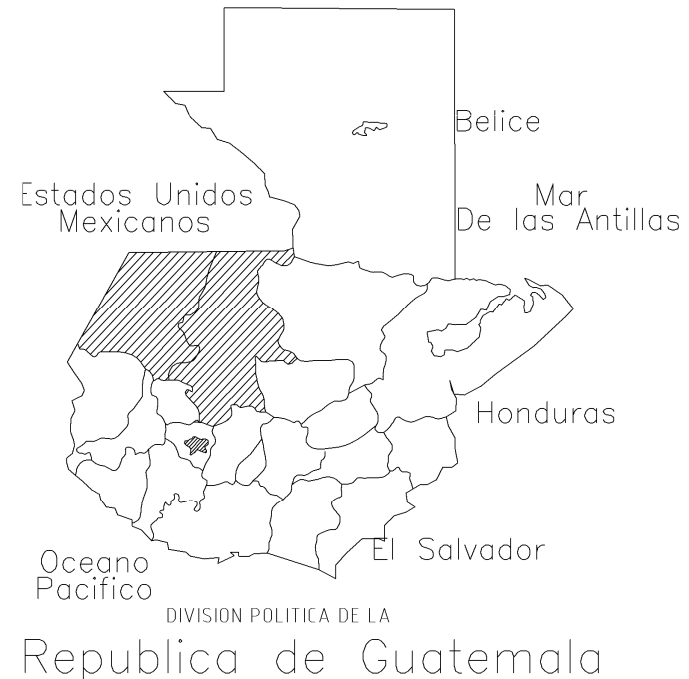 Belice
Estados Unidos
Mexicanos
Mar
De las Antillas
Honduras
El Salvador
Oceano
Pacifico
DIVISION POLITICA DE LA
Republica de Guatemala